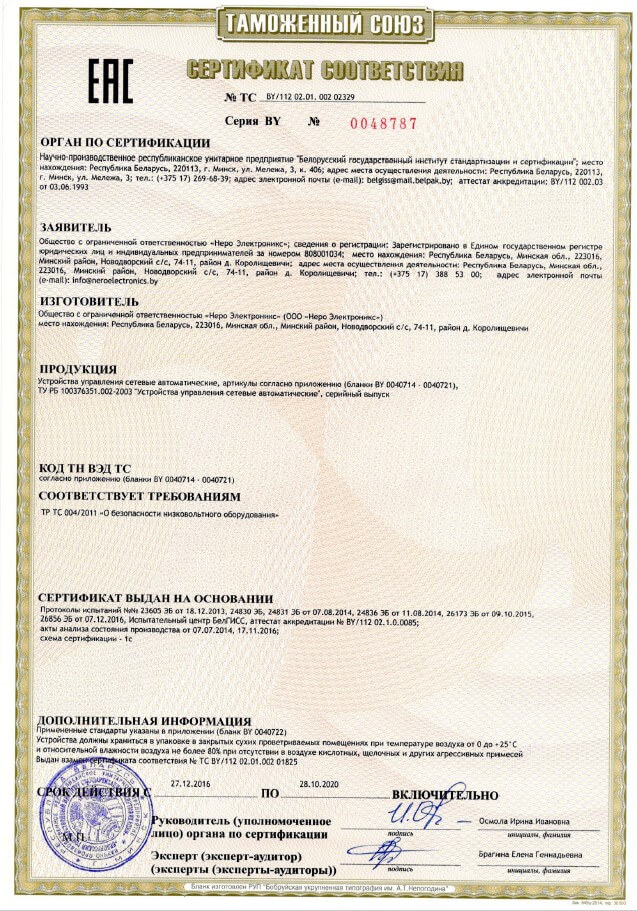 ТАМОЖЕННЫЙ СОЮЗ
ЕАС
СЕРТИФИКАТ СООТВЕТСТВИЯ
№ ТС BY/112 02.01. 002 02329
Серия BY № 0048787
ОРГАН ПО СЕРТИФИКАЦИИ
Научно-производственное республиканское унитарное предприятие "Белорусский государственный институт стандартизации и сертификации"; место
нахождения: Республика Беларусь, 220113, г. Минск, ул. Мележа, 3, к. 406; адрес места осуществления деятельности: Республика Беларусь, 220113,
г. Минск, ул. Мележа, 3; тел.: (+375 17) 269-68-39; адрес электронной почты (e-mail): belgiss@mail.belpak.by; аттестат аккредитации: BY/112 002.03
от 03.06.1993
ЗАЯВИТЕЛЬ
Общество с ограниченной ответственностью «Неро Электроникс»; сведения о регистрации: Зарегистрировано в Едином государственном регистре
юридических лиц и индивидуальных предпринимателей за номером 808001034; место нахождения: Республика Беларусь, Минская обл., 223016,
Минский район, Новодворский с/с, 74-11, район д. Королищевичи; адрес места осуществления деятельности: Республика Беларусь, Минская обл.,
223016, Минский район, Новодворский с/с, 74-11, район д. Королищевичи; тел.: (+375 17) 388 53 00; адрес электронной почты
(e-mail): info@neroelectronics.by
ИЗГОТОВИТЕЛЬ
Общество с ограниченной ответственностью «Неро Электроникс» (ООО «Неро Электроникс»)
место нахождения: Республика Беларусь, 223016, Минская обл., Минский район, Новодворский с/с, 74-11, район д. Королищевичи
ПРОДУКЦИЯ
Устройства управления сетевые автоматические, артикулы согласно приложению (бланки BY 0040714 - 0040721),
ТУ РБ 100376351.002-2003 "Устройства управления сетевые автоматические", серийный выпуск
КОД ТН ВЭД ТС
согласно приложению (бланки BY 0040714 - 0040721)
СООТВЕТСТВУЕТ ТРЕБОВАНИЯМ
ТР ТС 004/2011 «О безопасности низковольтного оборудования»
СЕРТИФИКАТ ВЫДАН НА ОСНОВАНИИ
Протоколы испытаний №№ 23605 ЭБ от 18.12.2013, 24830 ЭБ, 24831 ЭБ от 07.08.2014, 24836 ЭБ от 11.08.2014, 26173 ЭБ от 09.10.2015,
26856 ЭБ от 07.12.2016, Испытательный центр БелГИСС, аттестат аккредитации № BY/112 02.1.0.0085;
акты анализа состояния производства от 07.07.2014, 17.11.2016;
схема сертификации - 1с
ДОПОЛНИТЕЛЬНАЯ ИНФОРМАЦИЯ
Примененные стандарты указаны в приложении (бланк BY 0040722)
Устройства должны храниться в упаковке в закрытых сухих проветриваемых помещениях при температуре воздуха от 0 до +25°С
и относительной влажности воздуха не более 80% при отсутствии в воздухе кислотных, щелочных и других агрессивных примесей
Выдан взамен сертификата соответствия № ТС BY/112 02.01.002 01825
СРОК ДЕЙСТВИЯ С 27.12.2016 ПО 28.10.2020 ВКЛЮЧИТЕЛЬНО
М.П.
Руководитель (уполномоченное
лицо) органа по сертификации
Осмола Ирина Ивановна
подпись
инициалы, фамилия
Эксперт (эксперт-аудитор)
(эксперты (эксперты-аудиторы))
Брагина Елена Геннадьевна
подпись
инициалы, фамилия
Бланк изготовлен РУП "Бобруйская укрупненная типография им. А.Т.Непогодина"